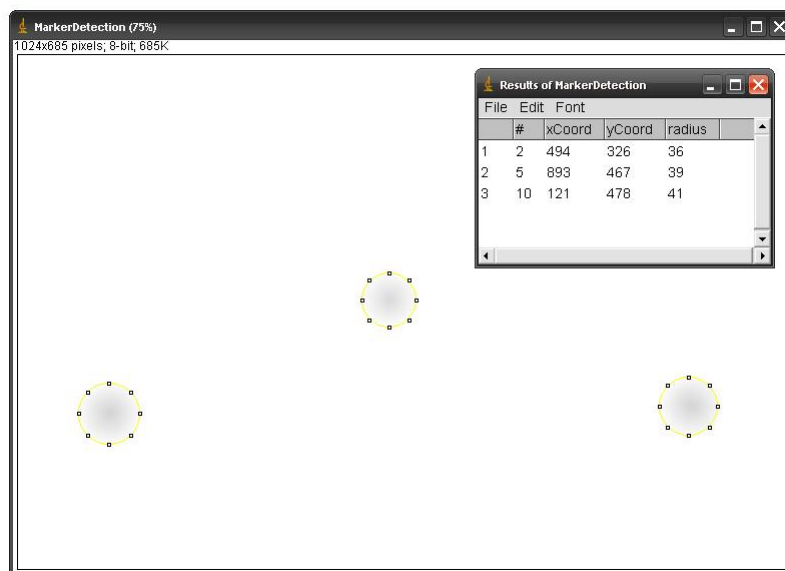 MarkerDetection (75%)
1024x685 pixels; 8-bit; 685K
Results of MarkerDetection
File Edit Font
# xCoord yCoord radius
1 2 494 326 36
2 5 893 467 39
3 10 121 478 41